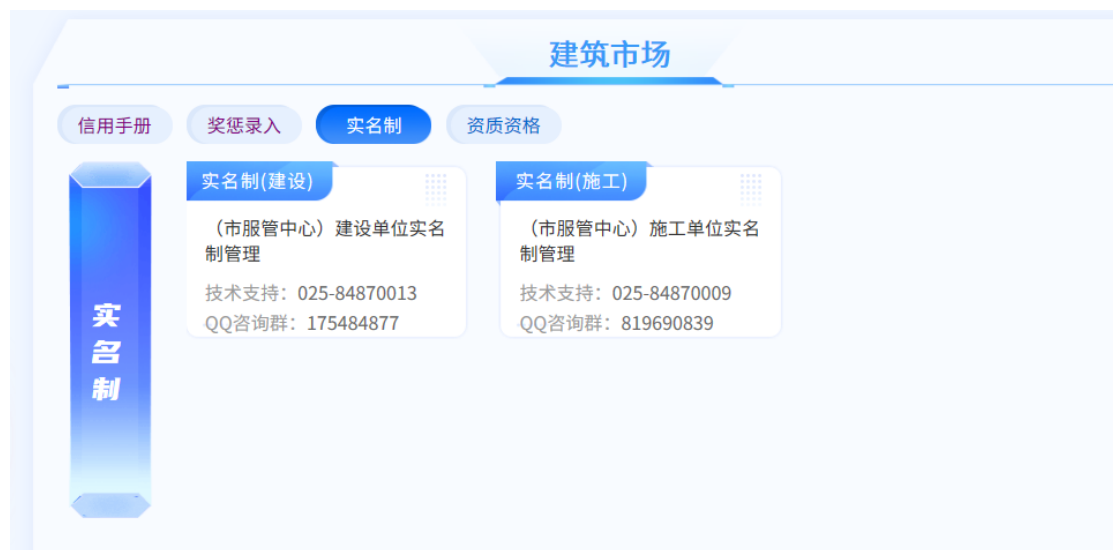 建筑市场
信用手册
奖惩录入
实名制
资质资格
实名制
实名制(建设)
（市服管中心）建设单位实名
制管理
技术支持：025-84870013
QQ咨询群：175484877
实名制(施工)
（市服管中心）施工单位实名
制管理
技术支持：025-84870009
QQ咨询群：819690839